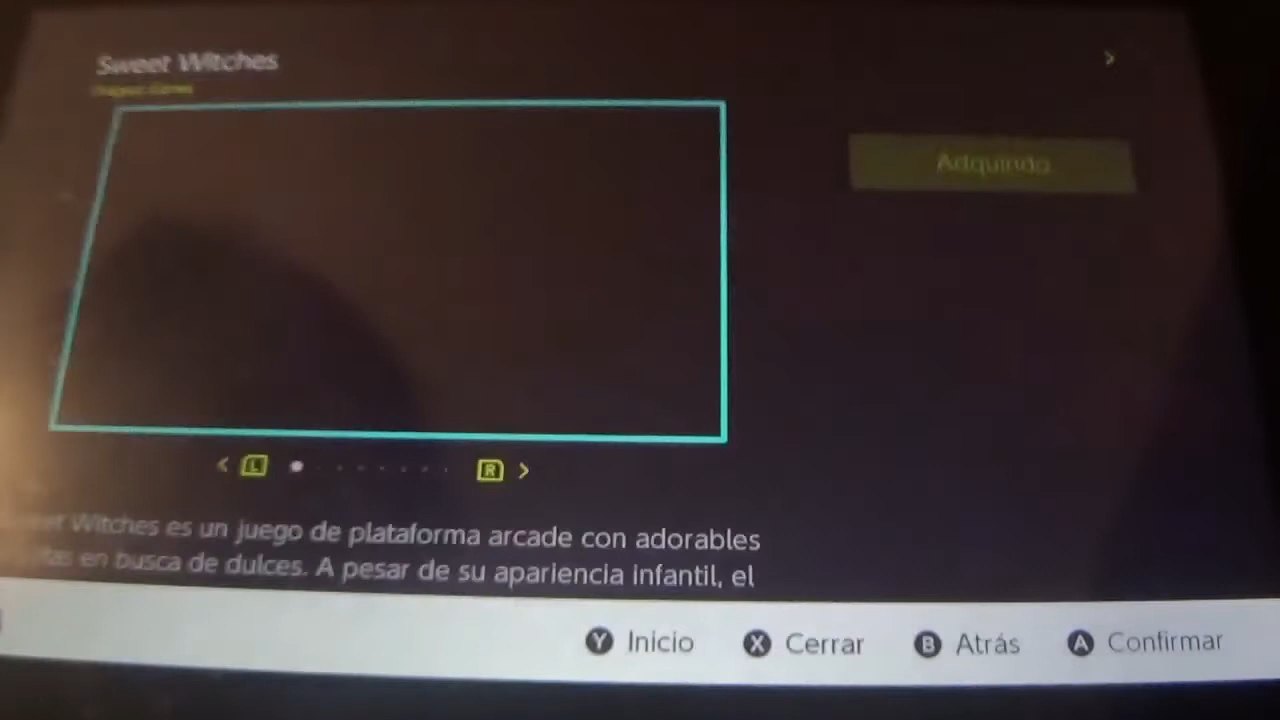 Sweet Witches
Games
Adquirido
L
R
Witches es un juego de plataforma arcade con adorables
en busca de dulces. A pesar de su apariencia infantil, el
Y Inicio X Cerrar B Atrás A Confirmar